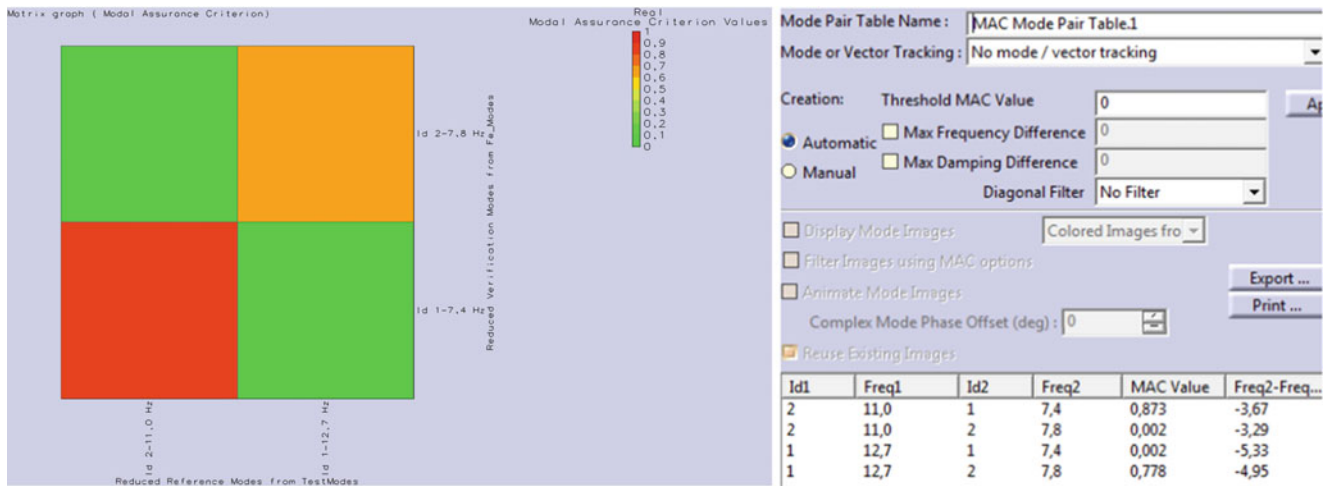 Matrix graph ( Modal Assurance Criterion)
Real
Modal Assurance Criterion Values
1
0.9
0.8
0.7
0.6
0.5
0.4
0.3
0.2
0.1
0
Id 2-7.8 Hz
Id 1-7.4 Hz
Reduced Verification Modes from Fe_Modes
Id 2-11.0 Hz
Id 1-12.7 Hz
Reduced Reference Modes from TestModes
Mode Pair Table Name : MAC Mode Pair Table.1
Mode or Vector Tracking : No mode / vector tracking
Creation: Threshold MAC Value 0 Ap
Automatic Max Frequency Difference 0
Manual Max Damping Difference 0
Diagonal Filter No Filter
Display Mode Images Colored Images fro
Filter Images using MAC options
Export ...
Animate Mode Images
Print ...
Complex Mode Phase Offset (deg) : 0
Reuse Existing Images
Id1 Freq1 Id2 Freq2 MAC Value Freq2-Freq...
2 11,0 1 7,4 0,873 -3,67
2 11,0 2 7,8 0,002 -3,29
1 12,7 1 7,4 0,002 -5,33
1 12,7 2 7,8 0,778 -4,95